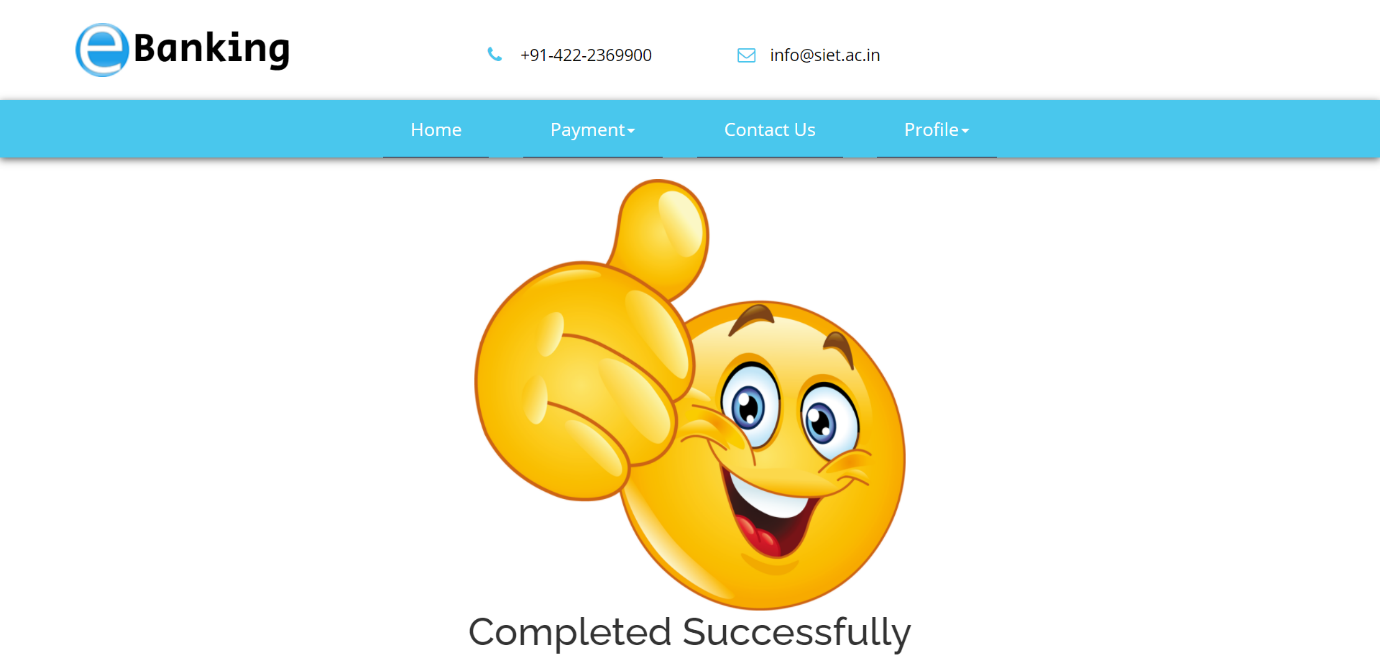 eBanking
+91-422-2369900
info@siet.ac.in
Home Payment Contact Us Profile
Completed Successfully